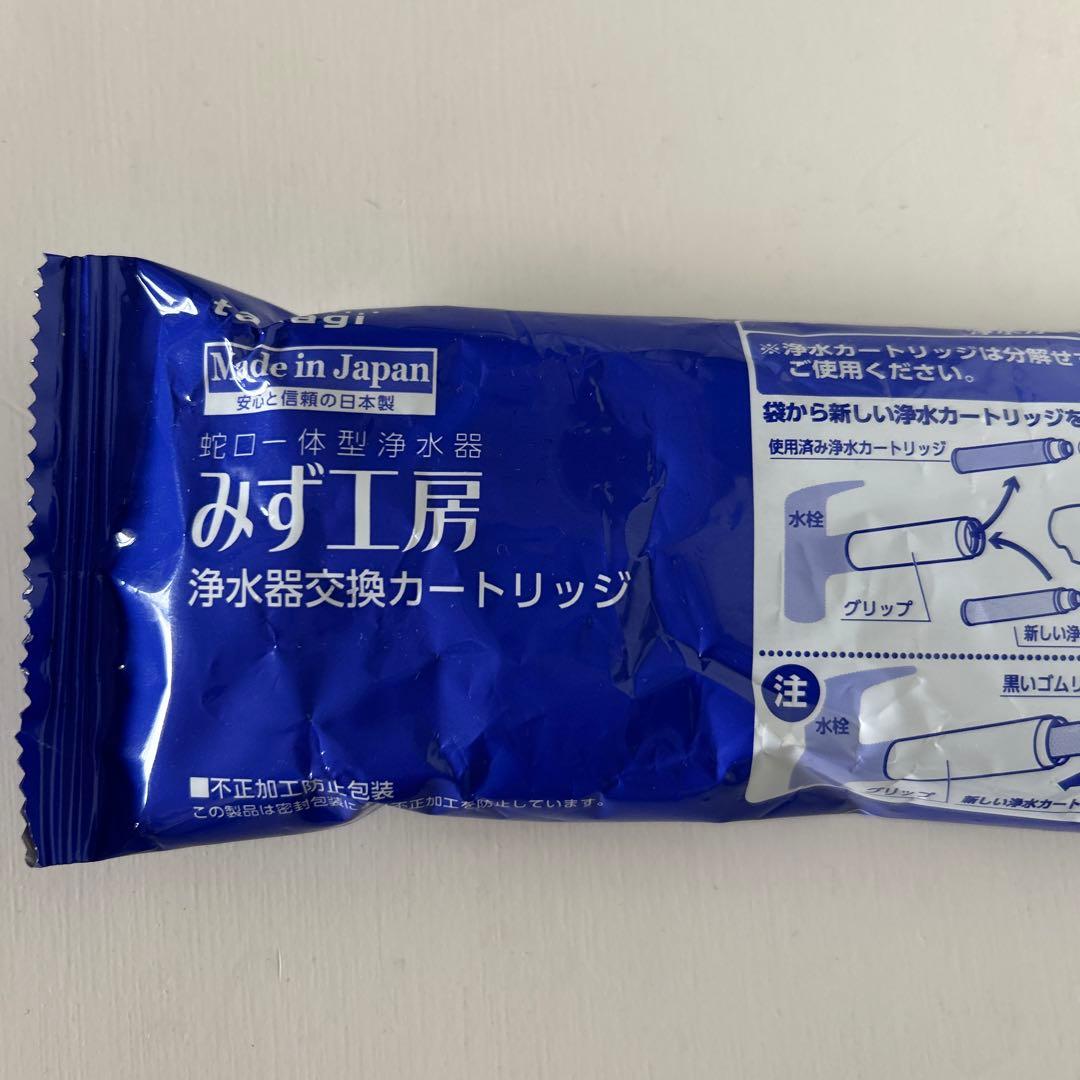 takagi
Made in Japan
安心と信頼の日本製
蛇口一体型浄水器
みず工房
浄水器交換カートリッジ
■不正加工防止包装
この製品は密封包装に 不正加工を防止しています。
※浄水カートリッジは分解せ
ご使用ください。
袋から新しい浄水カートリッジを
使用済み浄水カートリッジ
水栓
グリップ
新しい浄
注
黒いゴムリ
水栓
グリップ
新しい浄水カート